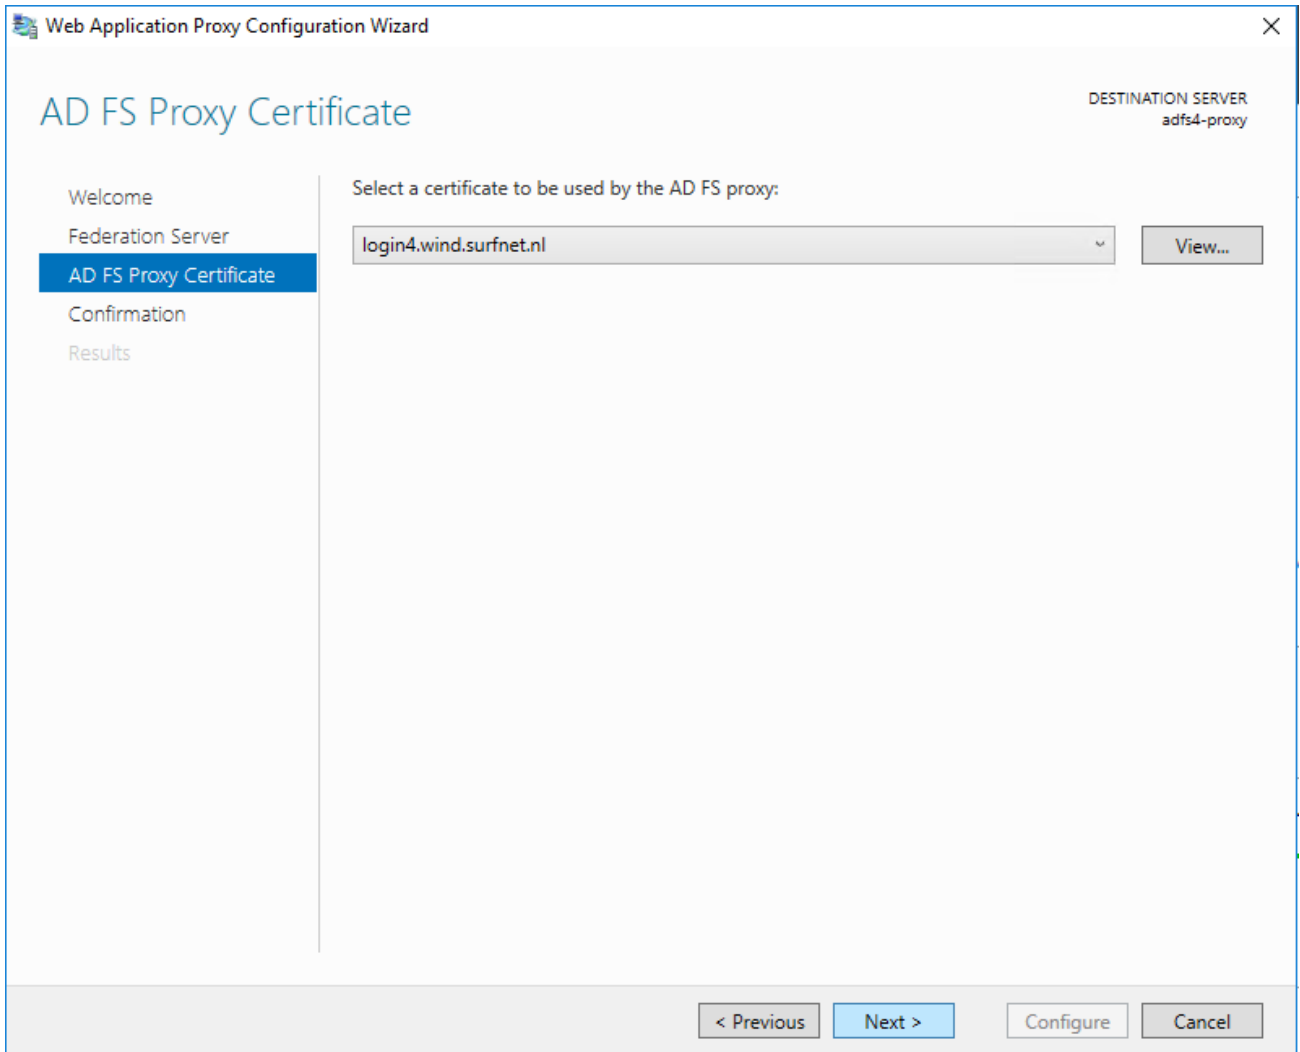 Web Application Proxy Configuration Wizard
AD FS Proxy Certificate
DESTINATION SERVER
adfs4-proxy
Welcome
Federation Server
AD FS Proxy Certificate
Confirmation
Results
Select a certificate to be used by the AD FS proxy:
login4.wind.surfnet.nl
View...
< Previous
Next >
Configure
Cancel